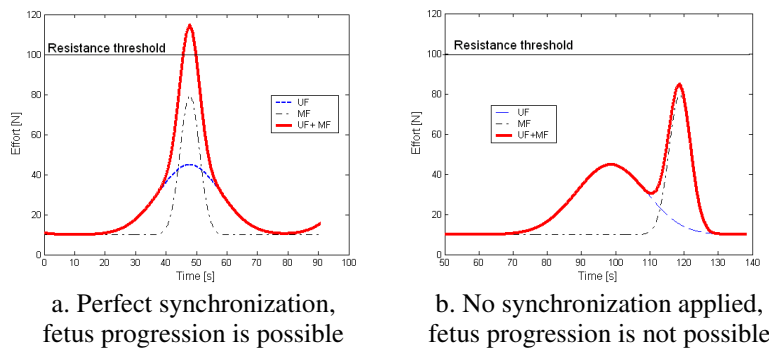 120
100
80
60
40
20
0
Effort [N]
Resistance threshold
UF
MF
UF+ MF
0
10
20
30
40
50
60
70
80
90
100
Time [s]
a. Perfect synchronization,
fetus progression is possible
120
100
80
60
40
20
0
Effort [N]
Resistance threshold
UF
MF
UF+MF
50
60
70
80
90
100
110
120
130
140
Time [s]
b. No synchronization applied,
fetus progression is not possible